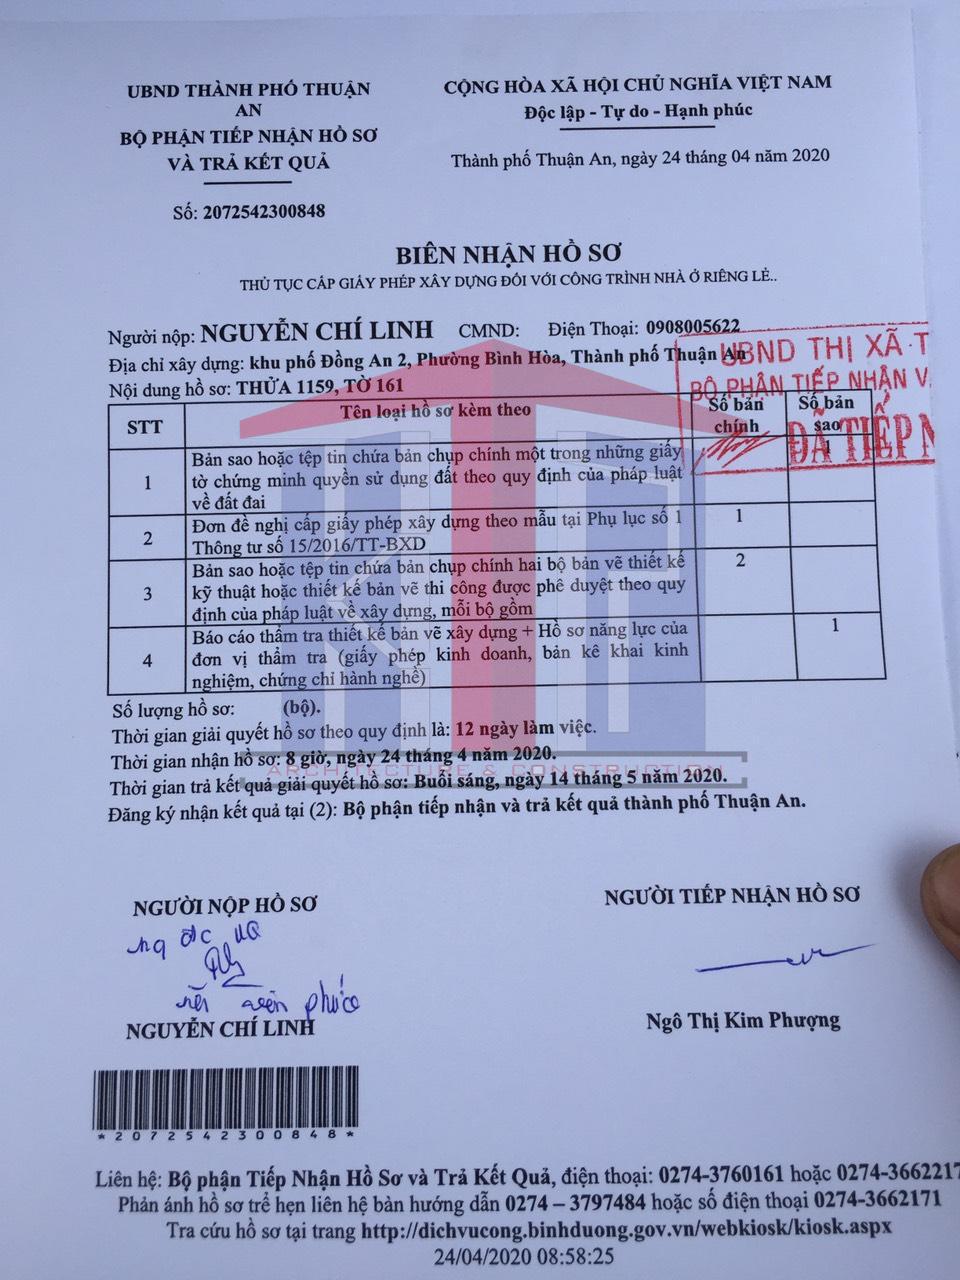 UBND THÀNH PHỐ THUẬN
AN
BỘ PHẬN TIẾP NHẬN HỒ SƠ
VÀ TRẢ KẾT QUẢ
Số: 2072542300848
CỘNG HÒA XÃ HỘI CHỦ NGHĨA VIỆT NAM
Độc lập - Tự do - Hạnh phúc
Thành phố Thuận An, ngày 24 tháng 04 năm 2020
BIÊN NHẬN HỒ SƠ
THỦ TỤC CẤP GIẤY PHÉP XÂY DỰNG ĐỐI VỚI CÔNG TRÌNH NHÀ Ở RIÊNG LẺ..
Người nộp: NGUYỄN CHÍ LINH CMND: Điện Thoại: 0908005622
Địa chỉ xây dựng: khu phố Đồng An 2, Phường Bình Hòa, Thành phố Thuận An
Nội dung hồ sơ: THỬA 1159, TỜ 161
UBND THỊ XÃ T
BỘ PHẬN TIẾP NHẬN V
ĐÃ TIẾP N
STT Tên loại hồ sơ kèm theo Số bản chính Số bản sao
1 Bản sao hoặc tệp tin chứa bản chụp chính một trong những giấy 1
tờ chứng minh quyền sử dụng đất theo quy định của pháp luật
về đất đai
2 Đơn đề nghị cấp giấy phép xây dựng theo mẫu tại Phụ lục số 1 1
Thông tư số 15/2016/TT-BXD
3 Bản sao hoặc tệp tin chứa bản chụp chính hai bộ bản vẽ thiết kế 2
kỹ thuật hoặc thiết kế bản vẽ thi công được phê duyệt theo quy
định của pháp luật về xây dựng, mỗi bộ gồm
4 Báo cáo thẩm tra thiết kế bản vẽ xây dựng + Hồ sơ năng lực của 1
đơn vị thẩm tra (giấy phép kinh doanh, bản kê khai kinh
nghiệm, chứng chỉ hành nghề)
Số lượng hồ sơ: (bộ).
Thời gian giải quyết hồ sơ theo quy định là: 12 ngày làm việc.
Thời gian nhận hồ sơ: 8 giờ, ngày 24 tháng 4 năm 2020.
ARCHITECTURE & CONSTRUCTION
Thời gian trả kết quả giải quyết hồ sơ: Buổi sáng, ngày 14 tháng 5 năm 2020.
Đăng ký nhận kết quả tại (2): Bộ phận tiếp nhận và trả kết quả thành phố Thuận An.
NGƯỜI NỘP HỒ SƠ
NGUYỄN CHÍ LINH
NGƯỜI TIẾP NHẬN HỒ SƠ
Ngô Thị Kim Phượng
*2072542300848*
Liên hệ: Bộ phận Tiếp Nhận Hồ Sơ và Trả Kết Quả, điện thoại: 0274-3760161 hoặc 0274-3662217
Phản ánh hồ sơ trể hẹn liên hệ bàn hướng dẫn 0274 – 3797484 hoặc số điện thoại 0274-3662171
Tra cứu hồ sơ tại trang http://dichvucong.binhduong.gov.vn/webkiosk/kiosk.aspx
24/04/2020 08:58:25